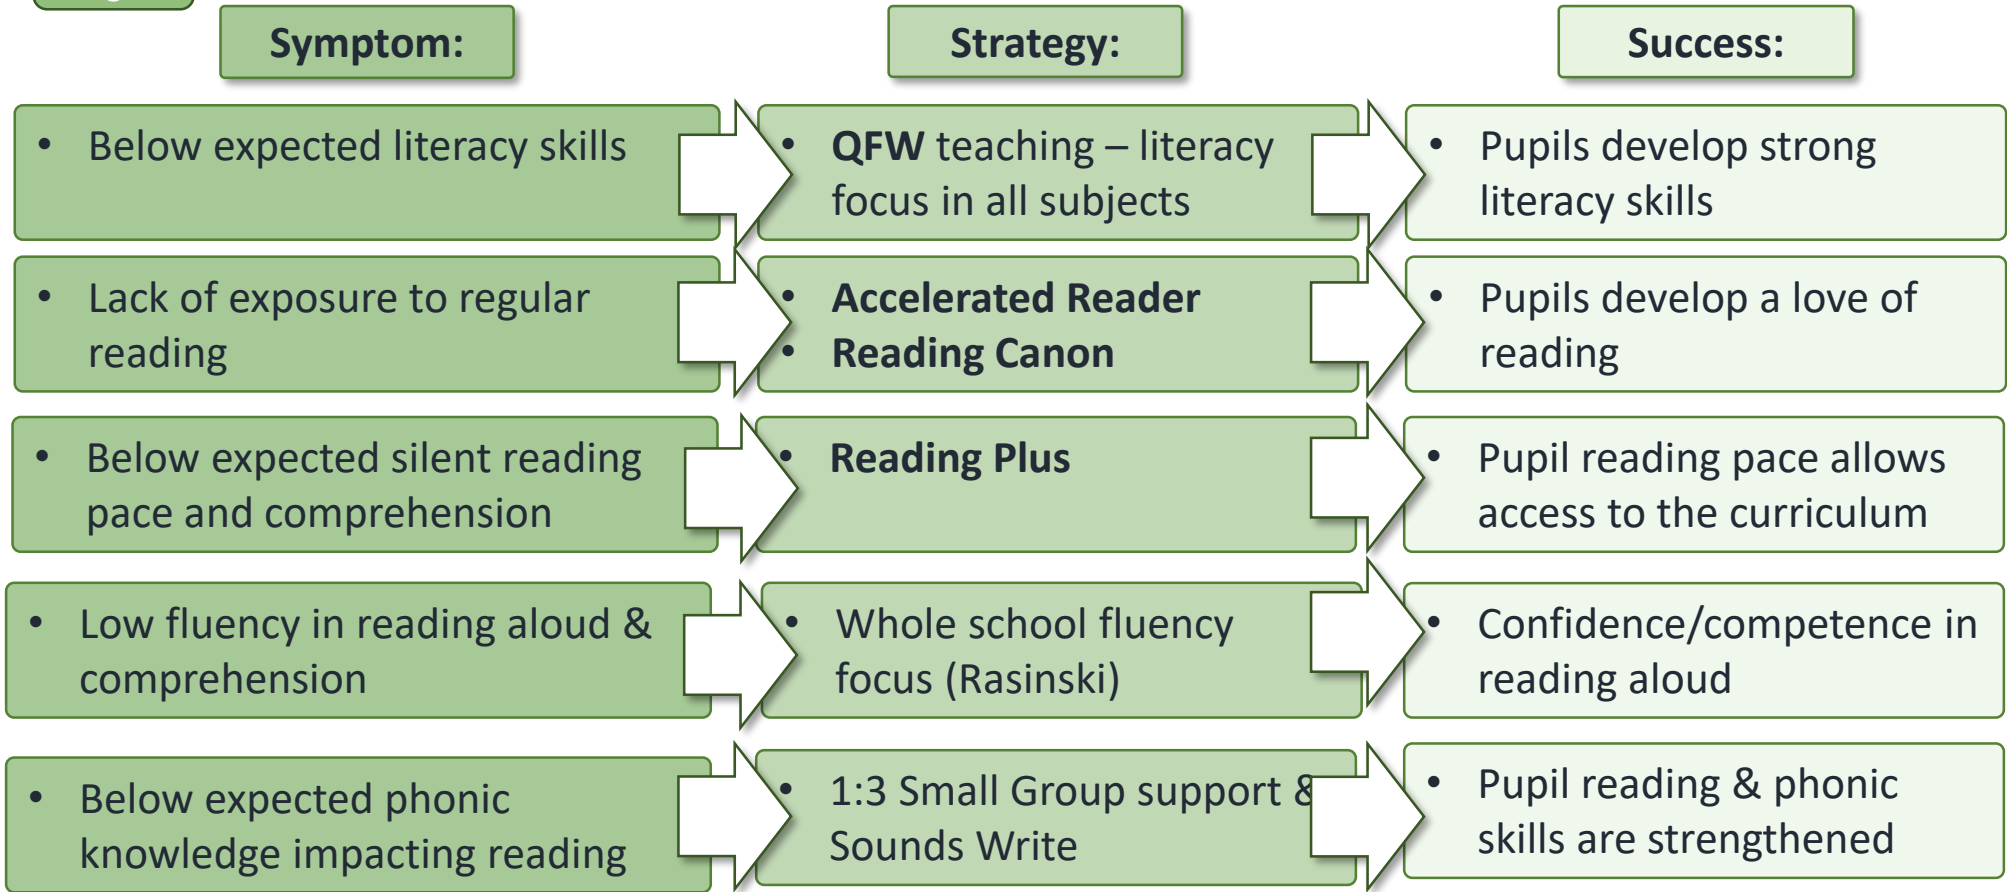 Symptom:
Strategy:
Success:
• Below expected literacy skills
• QFW teaching – literacy
focus in all subjects
• Pupils develop strong
literacy skills
• Lack of exposure to regular
reading
• Accelerated Reader
• Reading Canon
• Pupils develop a love of
reading
• Below expected silent reading
pace and comprehension
• Reading Plus
• Pupil reading pace allows
access to the curriculum
• Low fluency in reading aloud &
comprehension
• Whole school fluency
focus (Rasinski)
• Confidence/competence in
reading aloud
• Below expected phonic
knowledge impacting reading
• 1:3 Small Group support &
Sounds Write
• Pupil reading & phonic
skills are strengthened